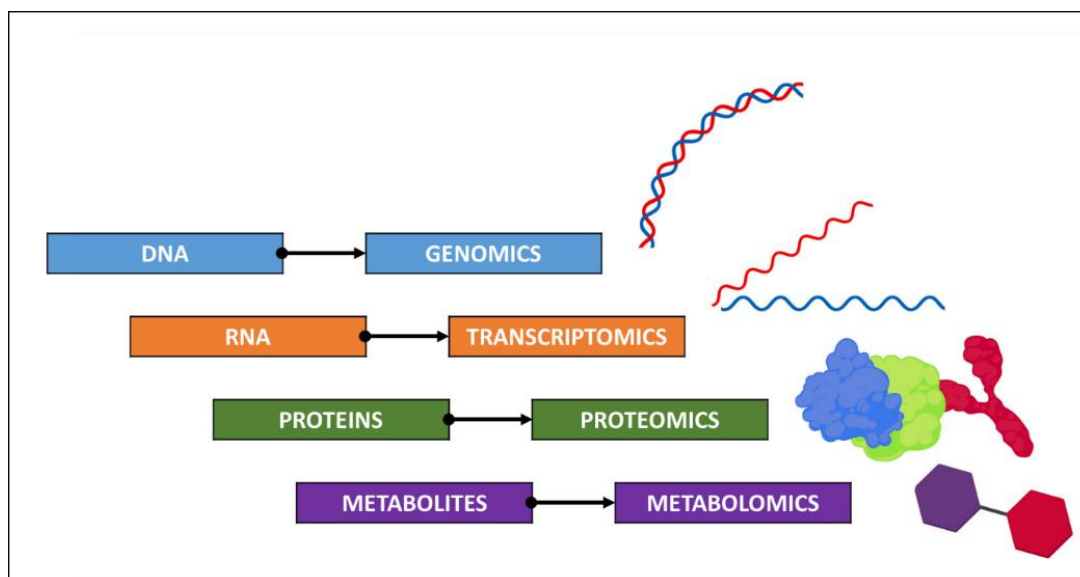 DNA GENOMICS
RNA TRANSCRIPTOMICS
PROTEINS PROTEOMICS
METABOLITES METABOLOMICS